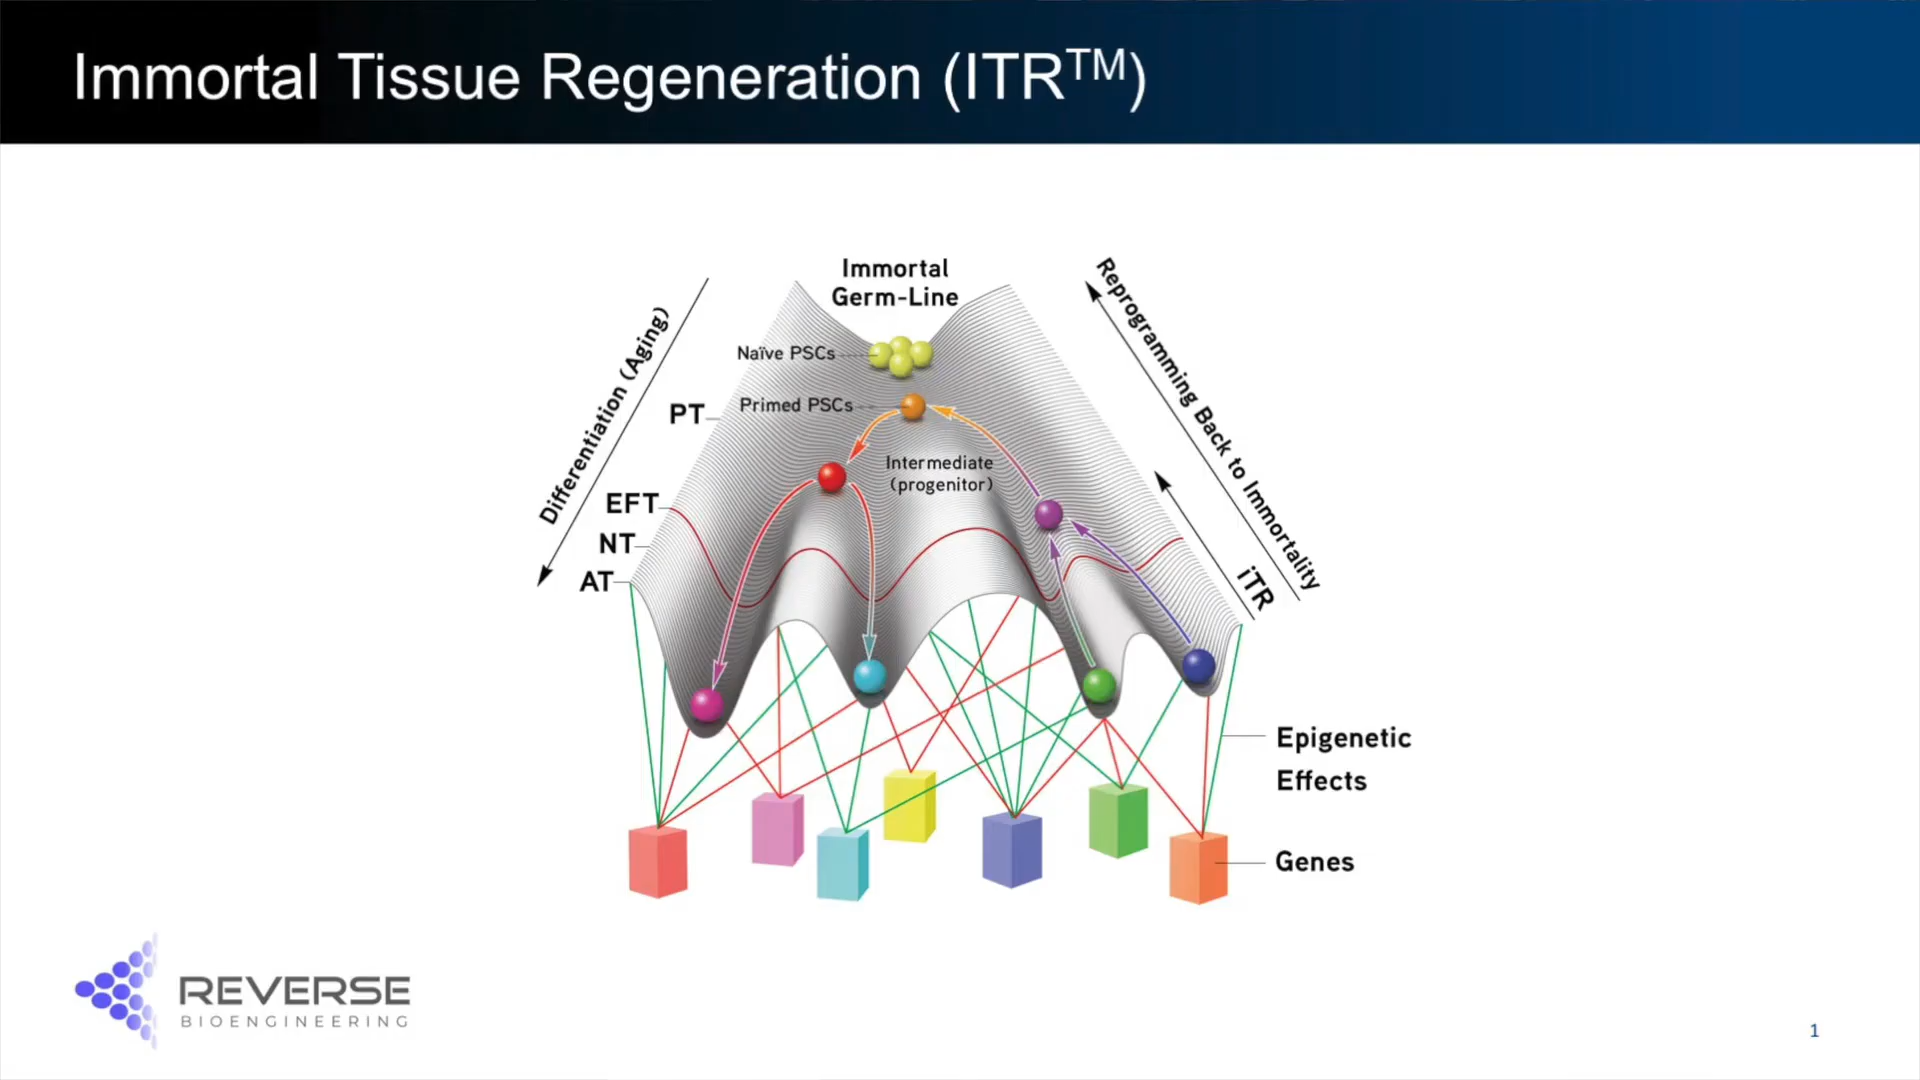 Immortal Tissue Regeneration (ITR™)
Immortal
Germ-Line
Differentiation (Aging)
Reprogramming Back to Immortality
iTR
Naïve PSCs
PT
Primed PSCs
Intermediate
(progenitor)
EFT
NT
AT
Epigenetic
Effects
Genes
REVERSE
BIOENGINEERING
1